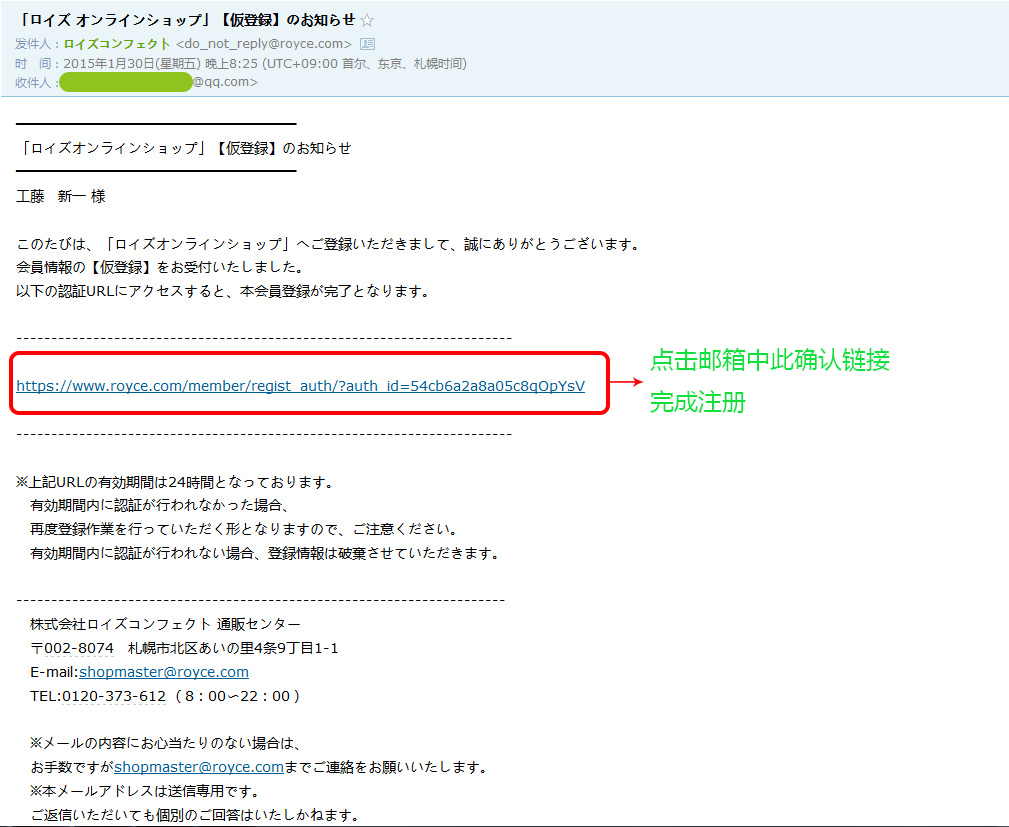 「ロイズ オンラインショップ」【仮登録】のお知らせ ☆
发件人：ロイズコンフェクト <do_not_reply@royce.com>
时　间：2015年1月30日(星期五) 晚上8:25 (UTC+09:00 首尔、东京、札幌时间)
收件人： @qq.com>
「ロイズオンラインショップ」【仮登録】のお知らせ
工藤　新一 様
このたびは、「ロイズオンラインショップ」へご登録いただきまして、誠にありがとうございます。
会員情報の【仮登録】をお受付いたしました。
以下の認証URLにアクセスすると、本会員登録が完了となります。
-----------------------------------------------------------------------
https://www.royce.com/member/regist_auth/?auth_id=54cb6a2a8a05c8qOpYsV
点击邮箱中此确认链接
完成注册
-----------------------------------------------------------------------
※上記URLの有効期間は24時間となっております。
有効期間内に認証が行われなかった場合、
再度登録作業を行っていただく形となりますので、ご注意ください。
有効期間内に認証が行われない場合、登録情報は破棄させていただきます。
----------------------------------------------------------------------
株式会社ロイズコンフェクト 通販センター
〒002-8074　札幌市北区あいの里4条9丁目1-1
E-mail:shopmaster@royce.com
TEL:0120-373-612（8：00～22：00）
※メールの内容にお心当たりのない場合は、
お手数ですがshopmaster@royce.comまでご連絡をお願いいたします。
※本メールアドレスは送信専用です。
ご返信いただいても個別のご回答はいたしかねます。